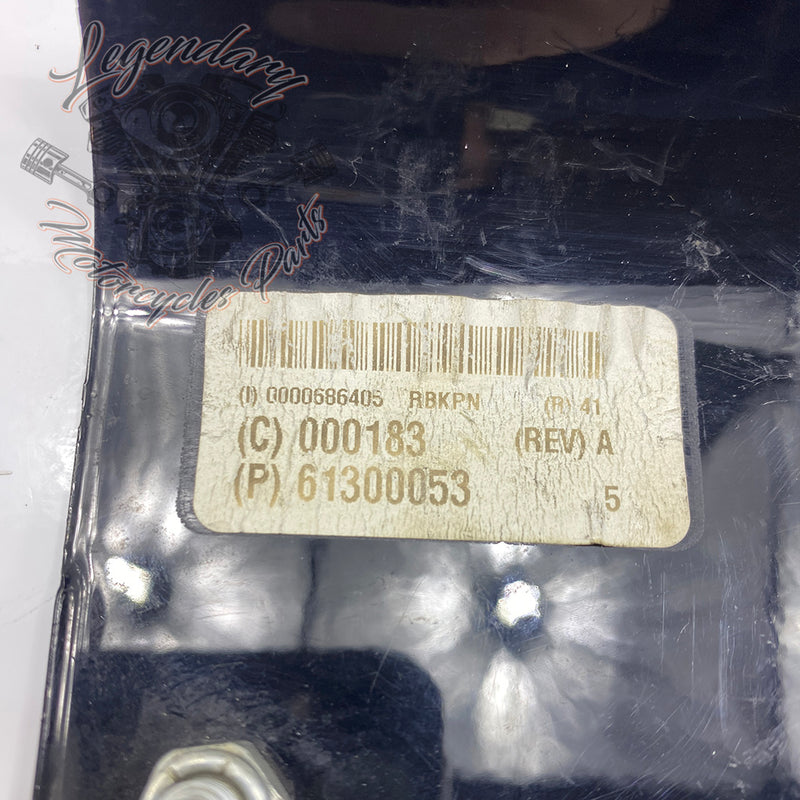 Legendary
Motorcycles Parts
(I) 0000686405 RBKPN (R) 41
(C) 000183 (REV) A
(P) 61300053 5